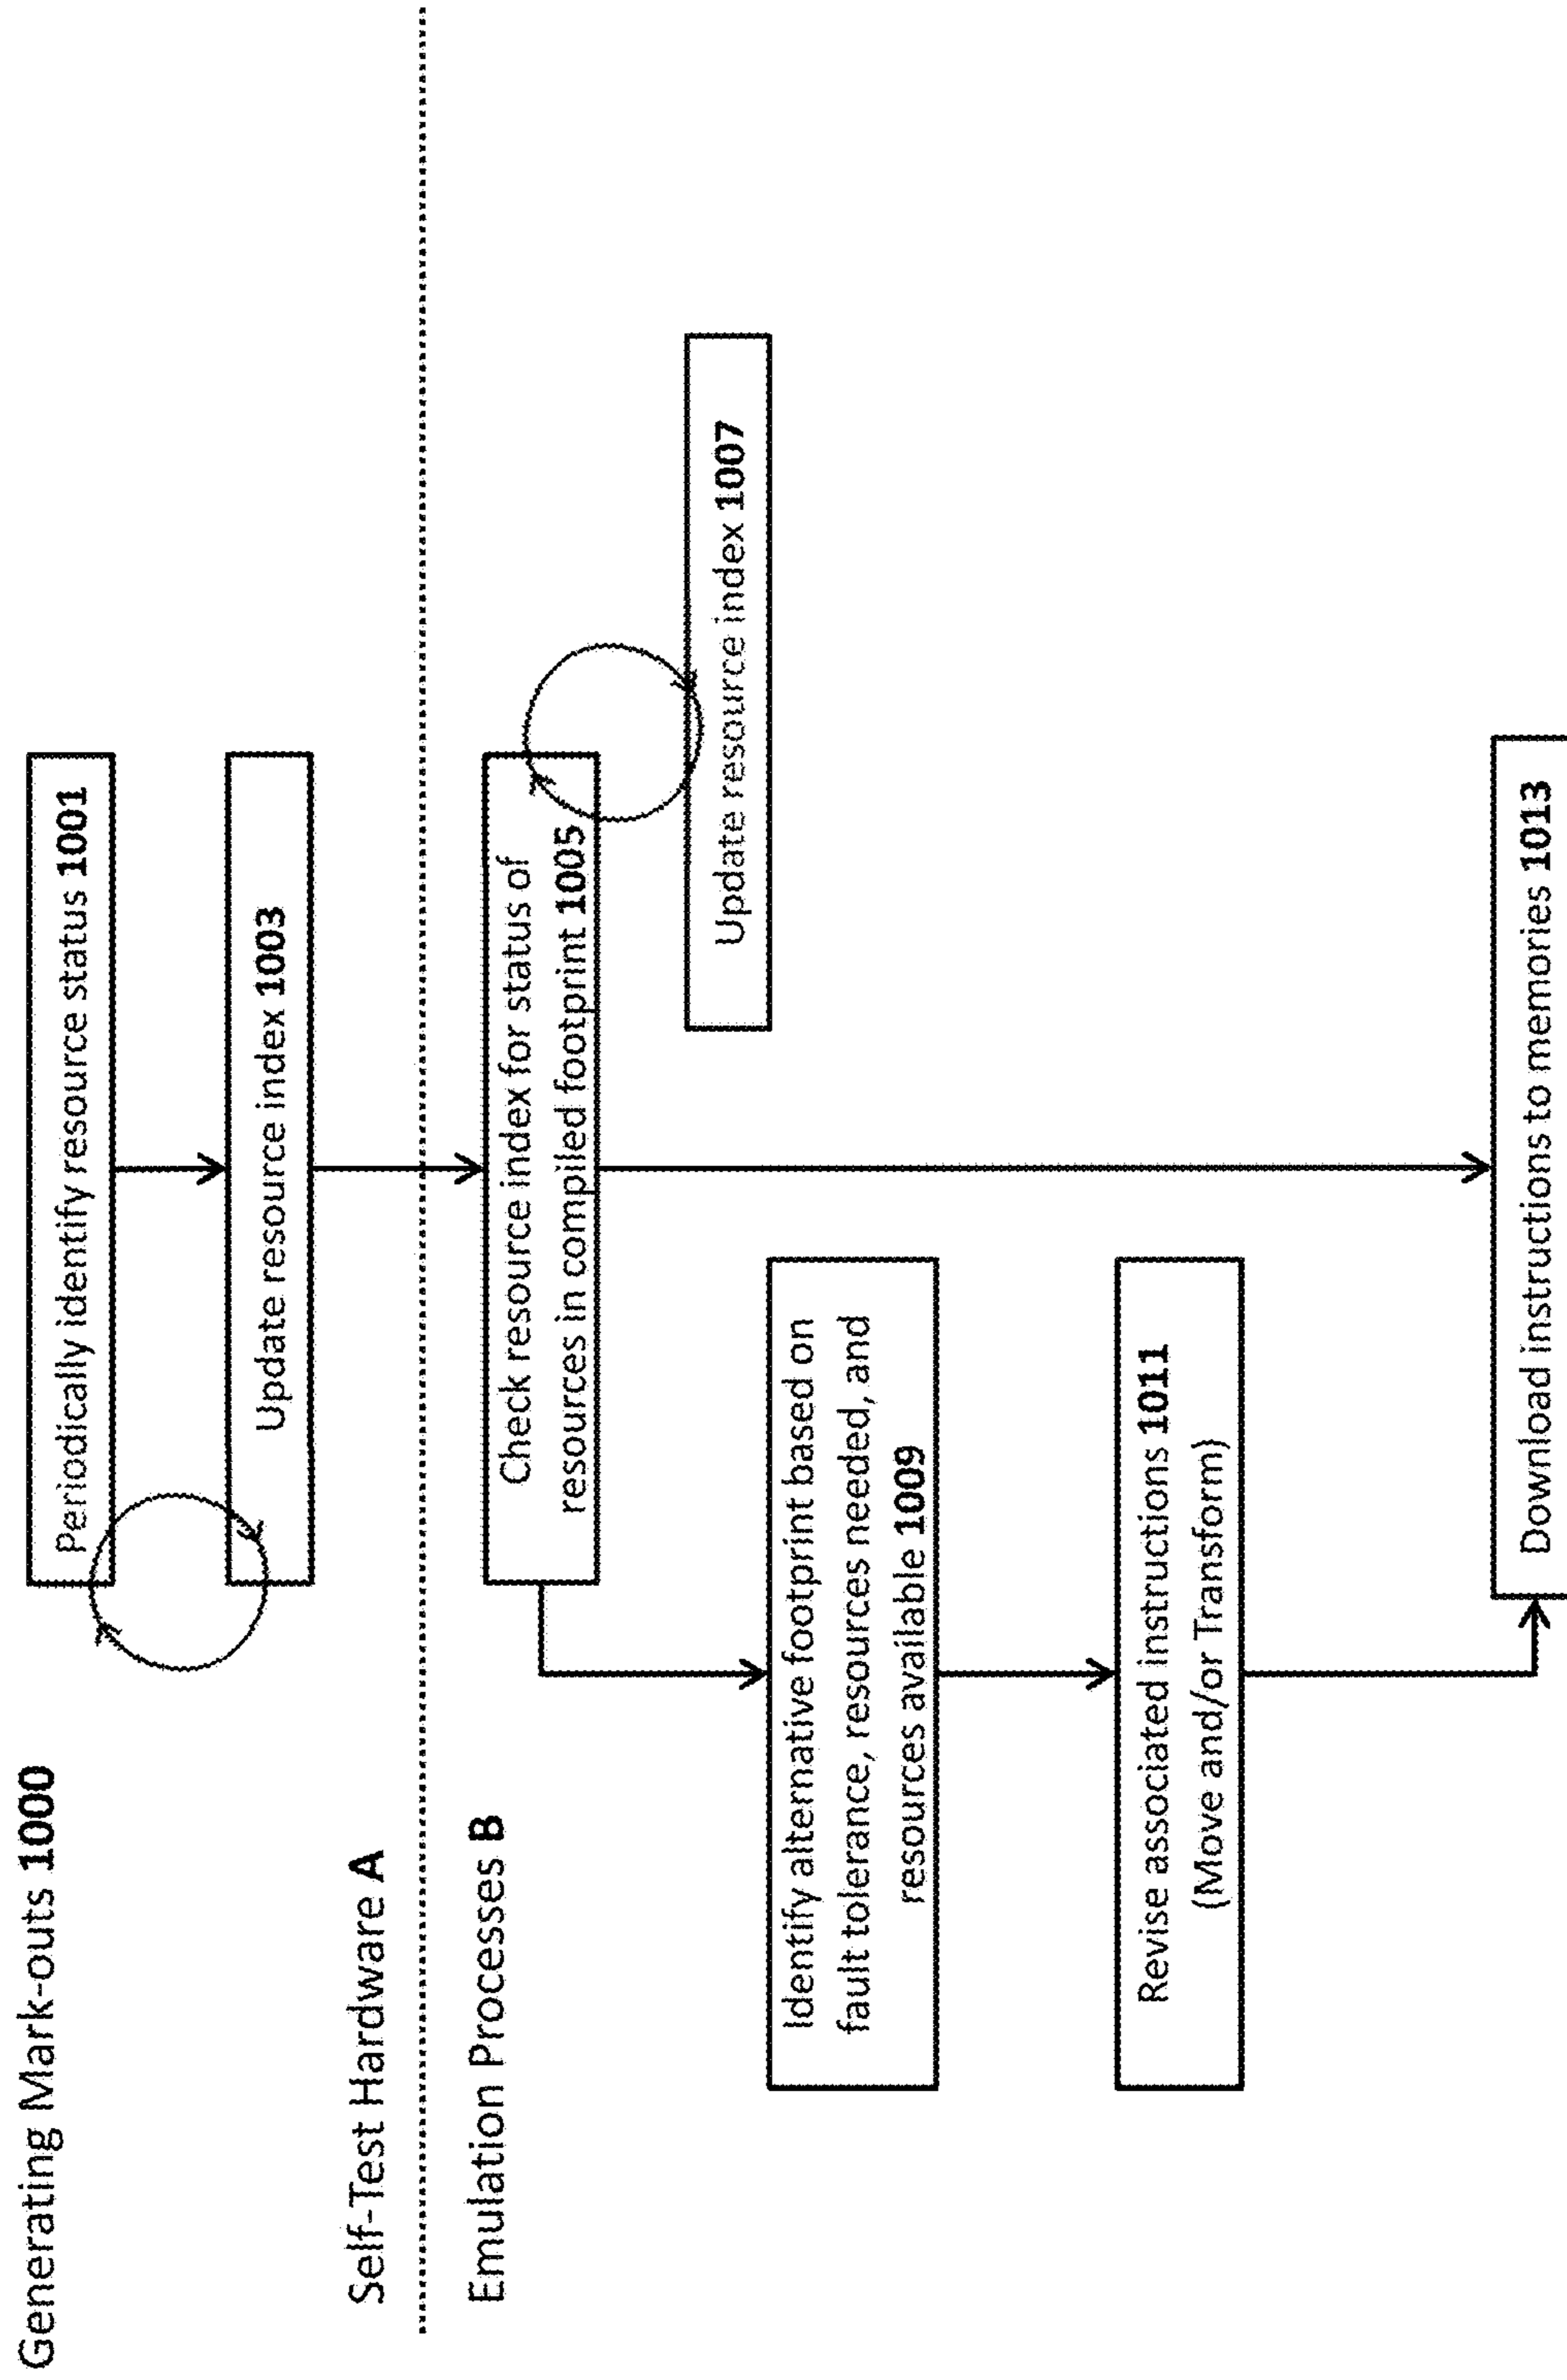 Generating Mark-outs 1000
Periodically identify resource status 1001
Update resource index 1003
Self-Test Hardware A
Emulation Processes B
Check resource index for status of
resources in compiled footprint 1005
Update resource index 1007
Identify alternative footprint based on
fault tolerance, resources needed, and
resources available 1009
Revise associated instructions 1011
(Move and/or Transform)
Download instructions to memories 1013